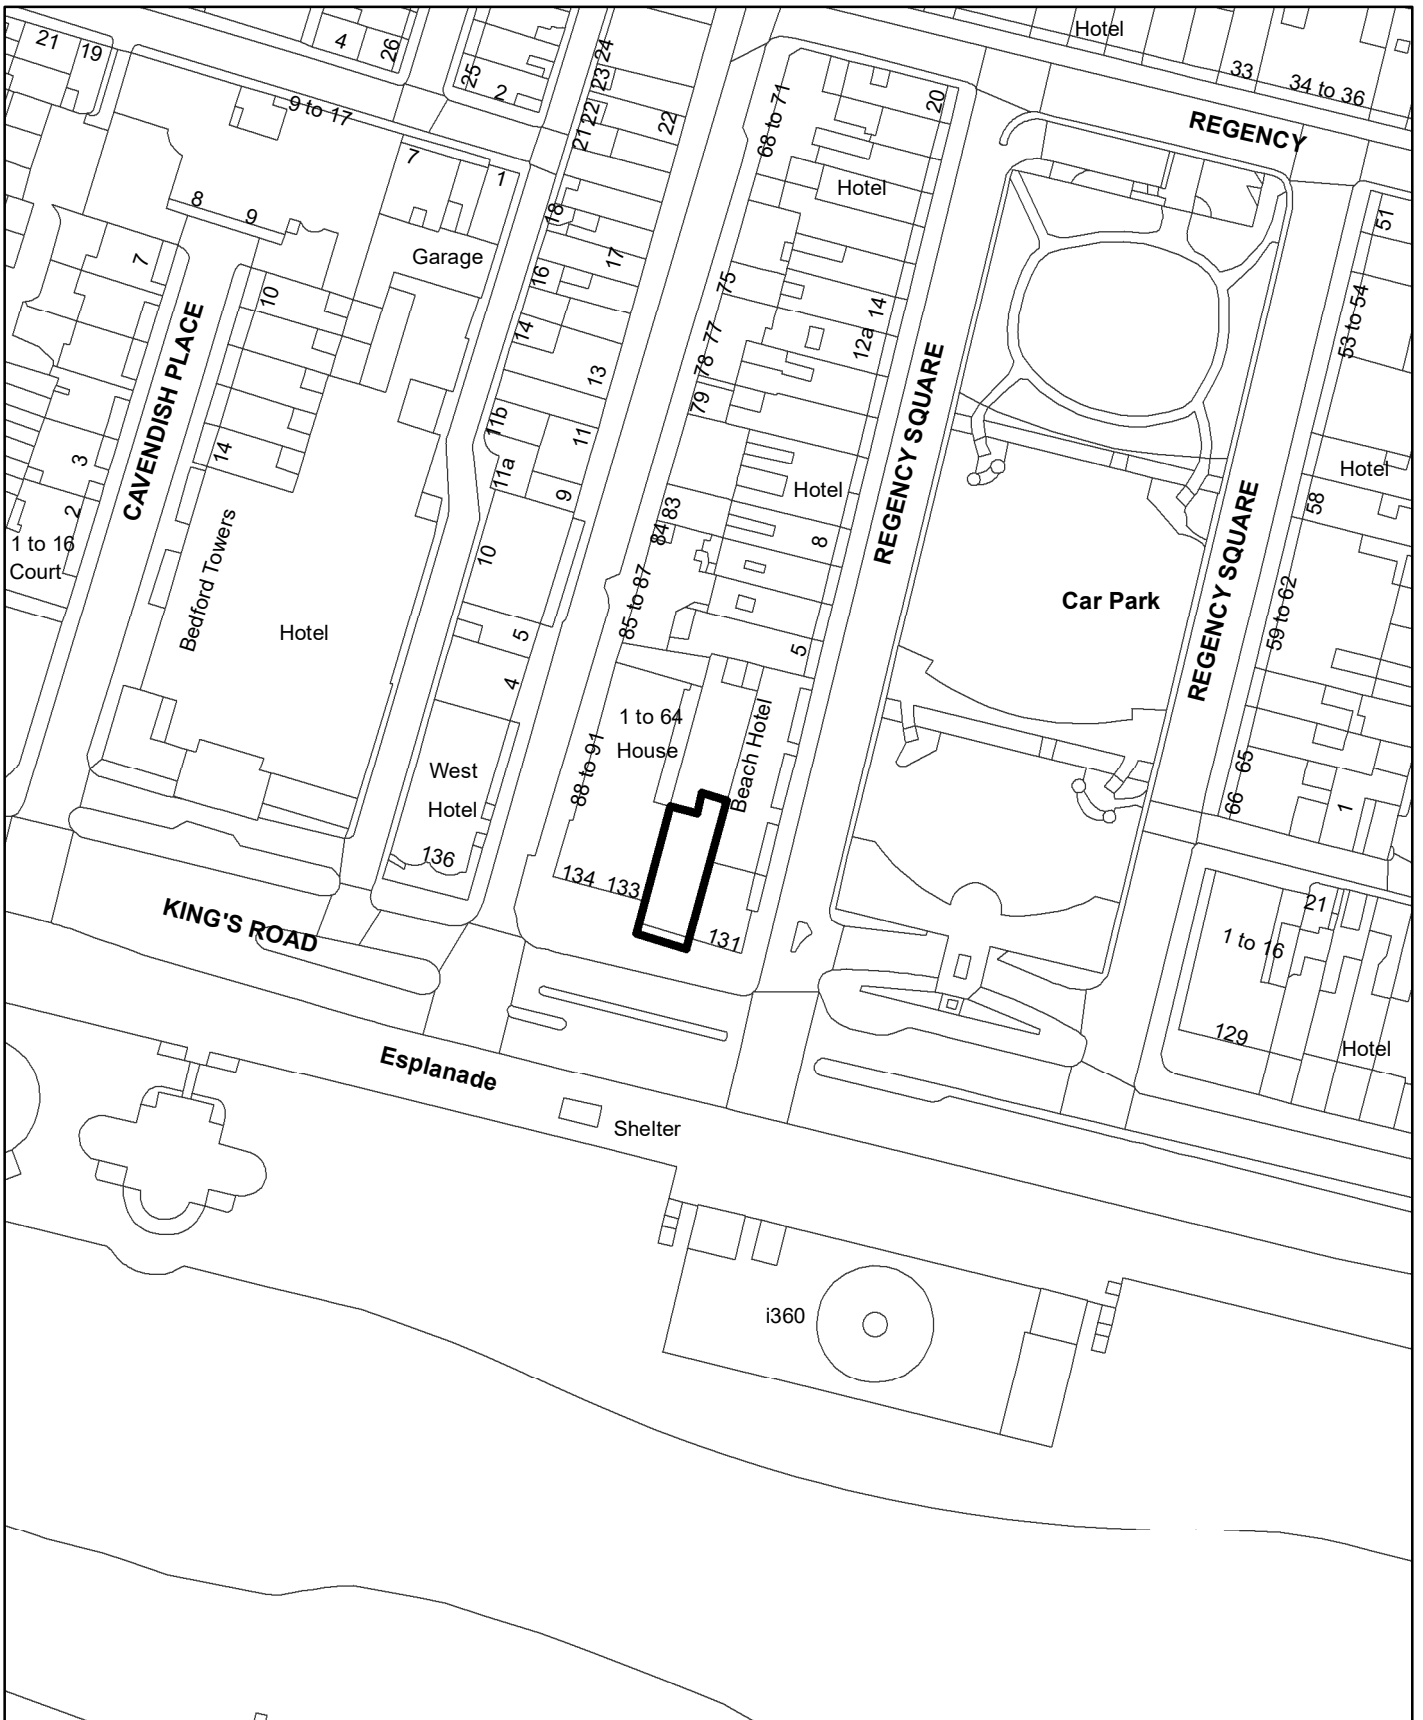 21
19
4
26
25
2
24
23
22
21
22
9 to 17
7
1
8
9
7
Garage
10
18
17
16
14
13
11b
11
11a
9
10
5
4
CAVENDISH PLACE
14
3
2
1 to 16
Court
Bedford Towers
Hotel
West
Hotel
136
68 to 71
20
Hotel
75
77
78
79
14
12a
83
84
Hotel
8
85 to 87
5
1 to 64
House
88 to 91
Beach Hotel
134
133
131
REGENCY SQUARE
Hotel
33
34 to 36
REGENCY
51
53 to 54
Hotel
58
REGENCY SQUARE
Car Park
59 to 62
65
66
1
21
1 to 16
129
Hotel
KING'S ROAD
Esplanade
Shelter
i360